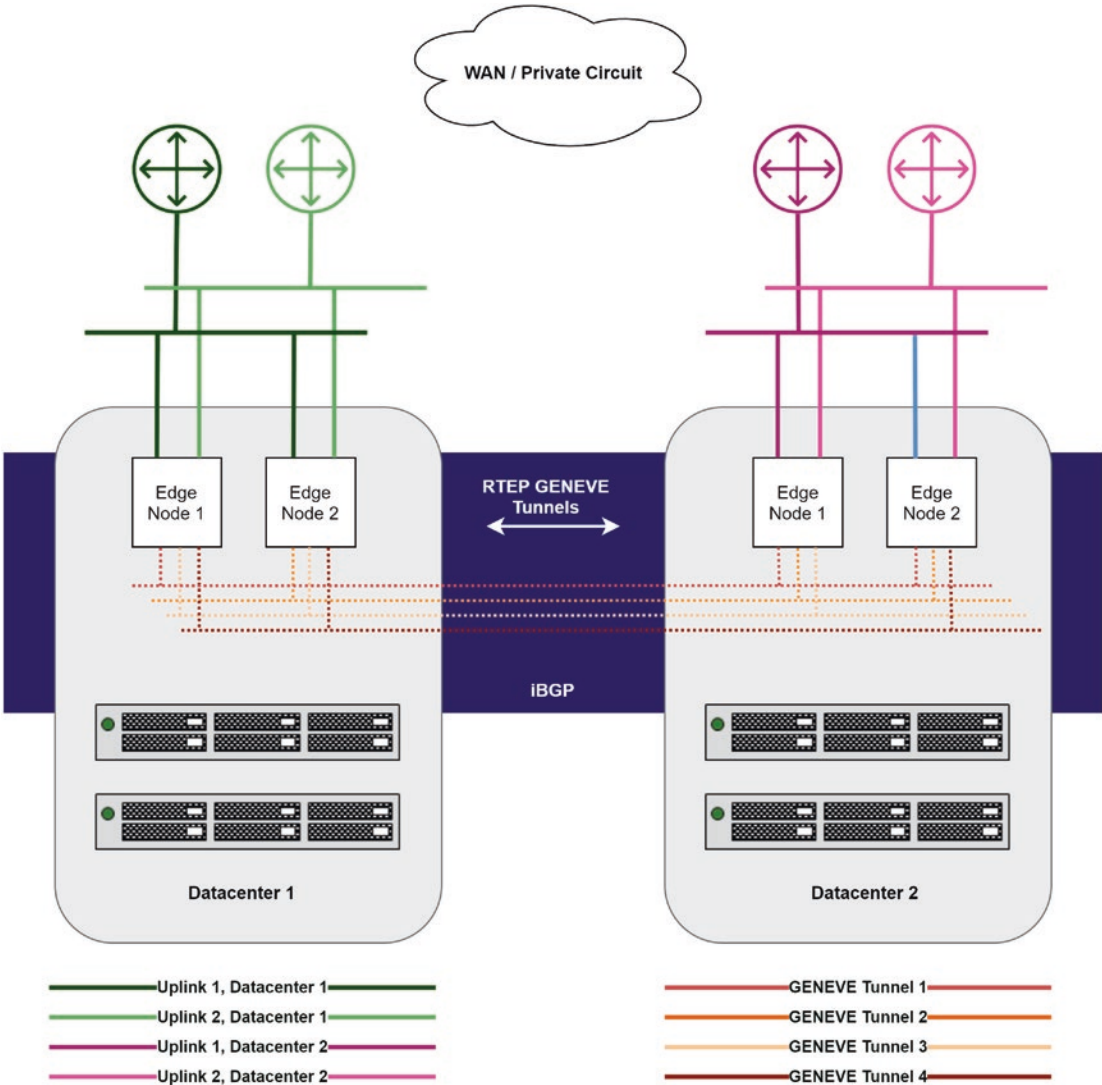 WAN / Private Circuit
Edge
Node 1
Edge
Node 2
RTEP GENEVE
Tunnels
Edge
Node 1
Edge
Node 2
iBGP
Datacenter 1
Datacenter 2
Uplink 1, Datacenter 1
Uplink 2, Datacenter 1
Uplink 1, Datacenter 2
Uplink 2, Datacenter 2
GENEVE Tunnel 1
GENEVE Tunnel 2
GENEVE Tunnel 3
GENEVE Tunnel 4